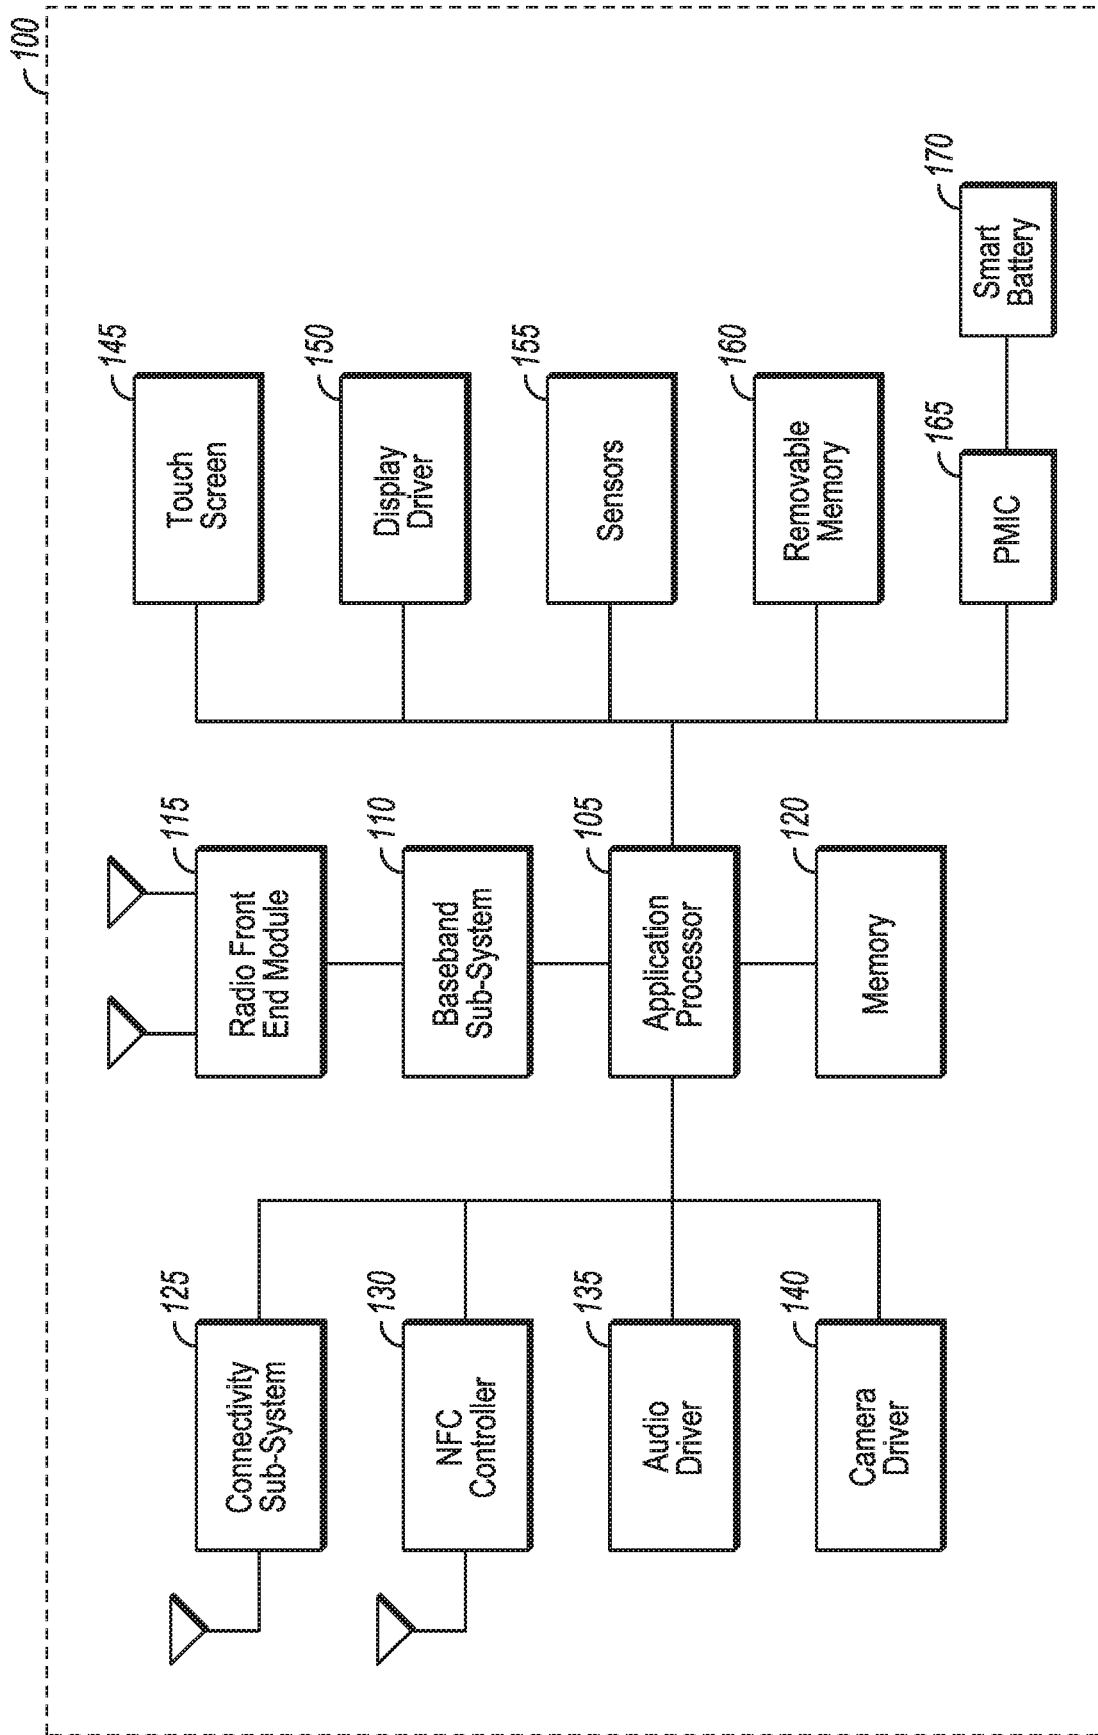 100
125
Connectivity
Sub-System
130
NFC
Controller
135
Audio
Driver
140
Camera
Driver
115
Radio Front
End Module
110
Baseband
Sub-System
105
Application
Processor
120
Memory
145
Touch
Screen
150
Display
Driver
155
Sensors
160
Removable
Memory
165
PMIC
170
Smart
Battery